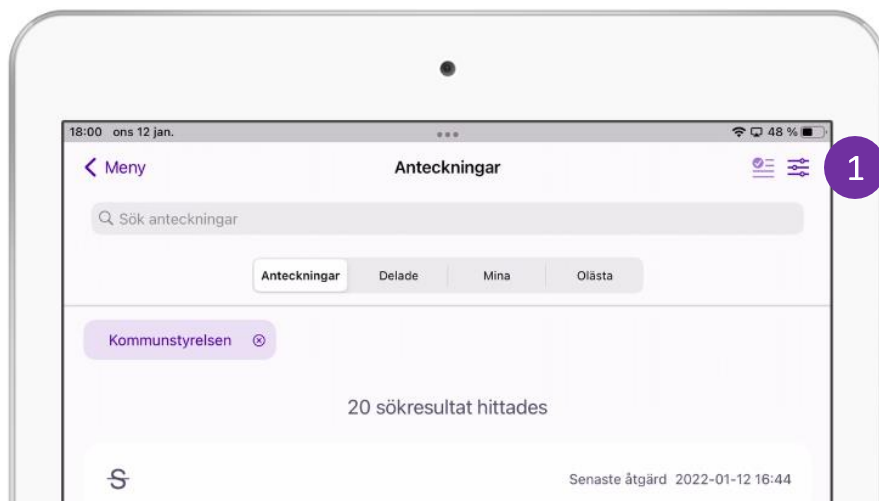 18:00 ons 12 jan.
48 %
Meny
Anteckningar
1
Sök anteckningar
Anteckningar
Delade
Mina
Olästa
Kommunstyrelsen
20 sökresultat hittades
S
Senaste åtgärd 2022-01-12 16:44